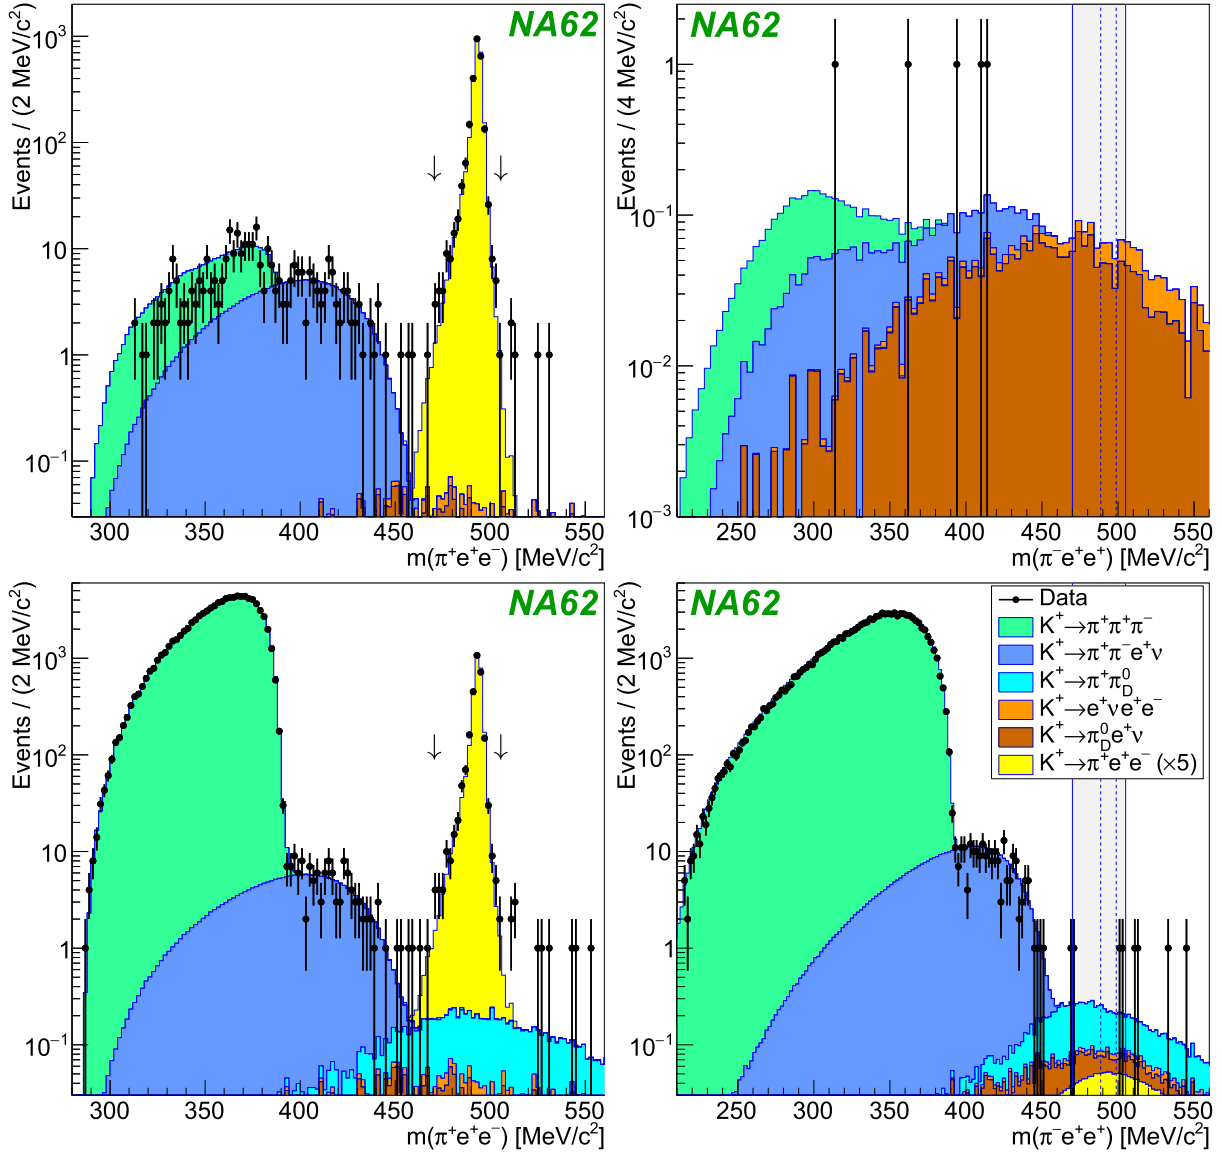 NA62
Events / (2 MeV/c²)
10³
10²
10
1
10⁻¹
300 350 400 450 500 550
m(π⁺e⁺e⁻) [MeV/c²]
NA62
Events / (4 MeV/c²)
1
10⁻¹
10⁻²
10⁻³
250 300 350 400 450 500 550
m(π⁻e⁺e⁺) [MeV/c²]
NA62
Events / (2 MeV/c²)
10³
10²
10
1
10⁻¹
300 350 400 450 500 550
m(π⁺e⁺e⁻) [MeV/c²]
NA62
Events / (2 MeV/c²)
10³
10²
10
1
10⁻¹
250 300 350 400 450 500 550
m(π⁻e⁺e⁺) [MeV/c²]
Data
K⁺→π⁺π⁺π⁻
K⁺→π⁺π⁻e⁺ν
K⁺→π⁺π⁰_D
K⁺→e⁺νe⁺e⁻
K⁺→π⁰_D e⁺ν
K⁺→π⁺e⁺e⁻ (×5)